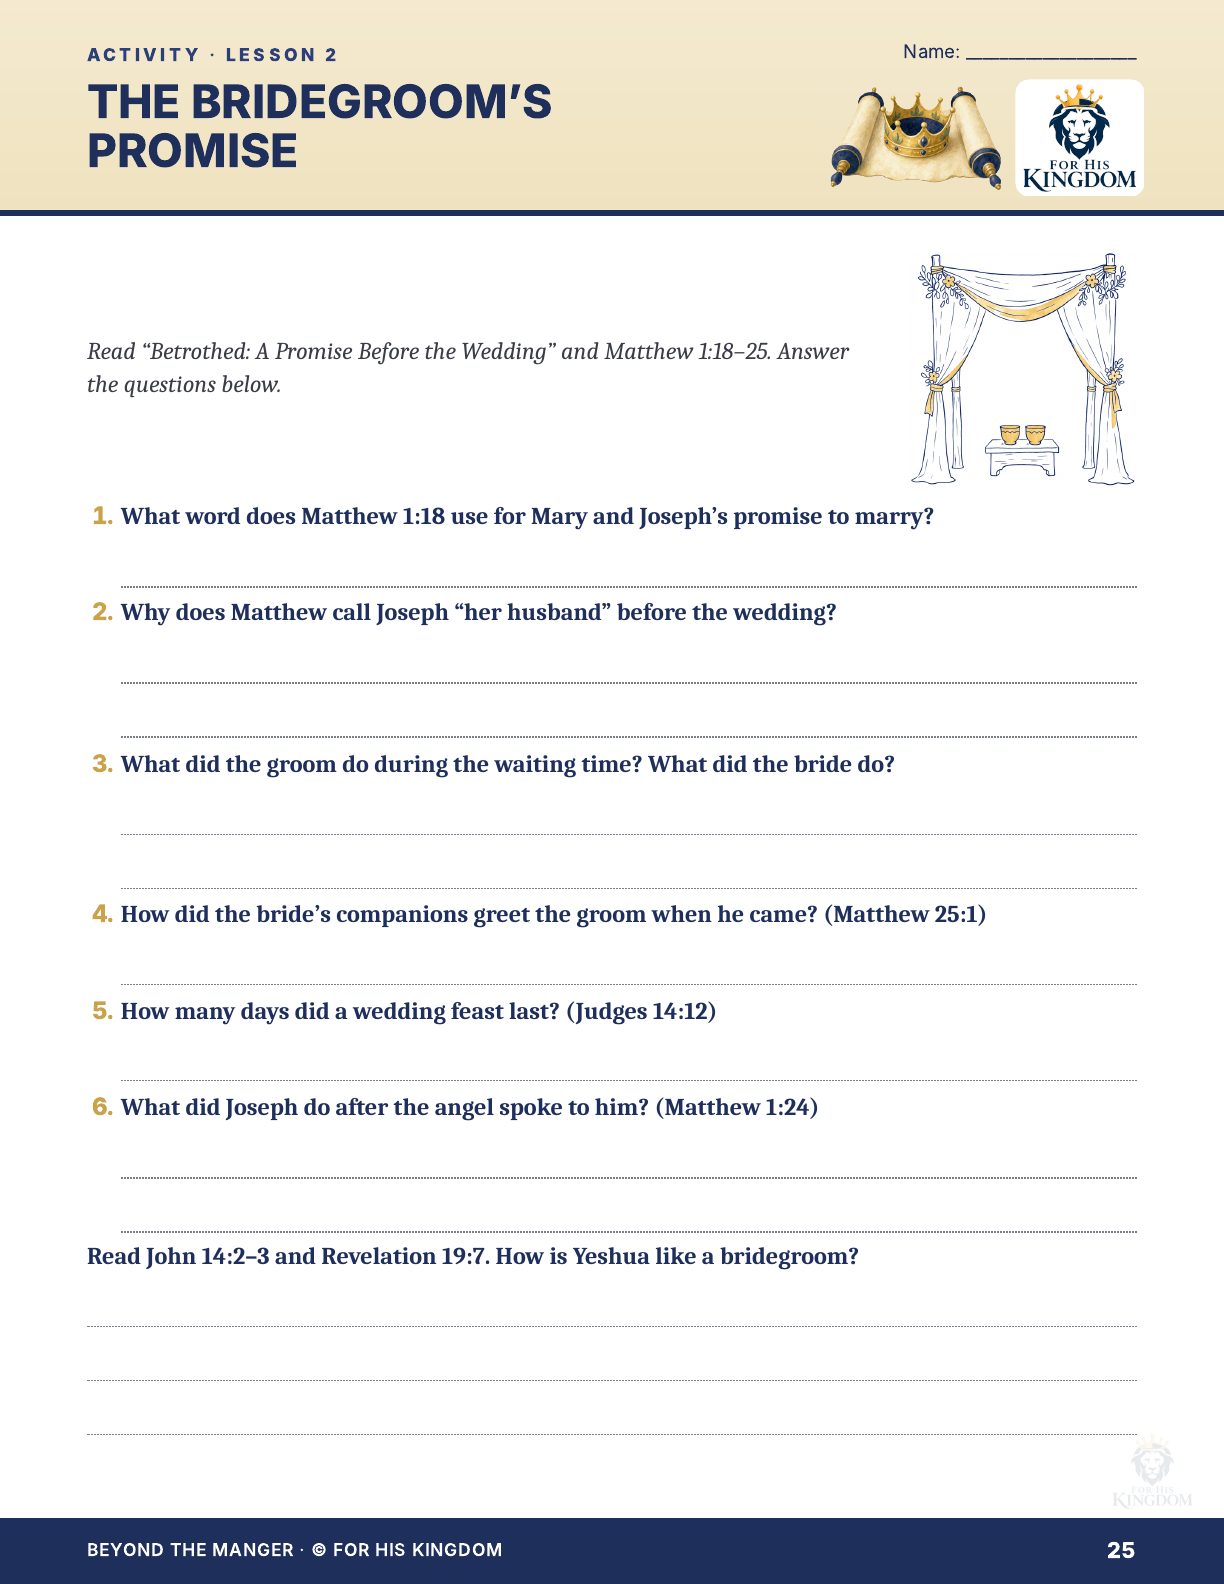 ACTIVITY · LESSON 2
Name: ____________________
THE BRIDEGROOM’S
PROMISE
FOR HIS
KINGDOM
Read “Betrothed: A Promise Before the Wedding” and Matthew 1:18–25. Answer
the questions below.
1. What word does Matthew 1:18 use for Mary and Joseph’s promise to marry?
2. Why does Matthew call Joseph “her husband” before the wedding?
3. What did the groom do during the waiting time? What did the bride do?
4. How did the bride’s companions greet the groom when he came? (Matthew 25:1)
5. How many days did a wedding feast last? (Judges 14:12)
6. What did Joseph do after the angel spoke to him? (Matthew 1:24)
Read John 14:2–3 and Revelation 19:7. How is Yeshua like a bridegroom?
FOR HIS
KINGDOM
BEYOND THE MANGER · © FOR HIS KINGDOM
25